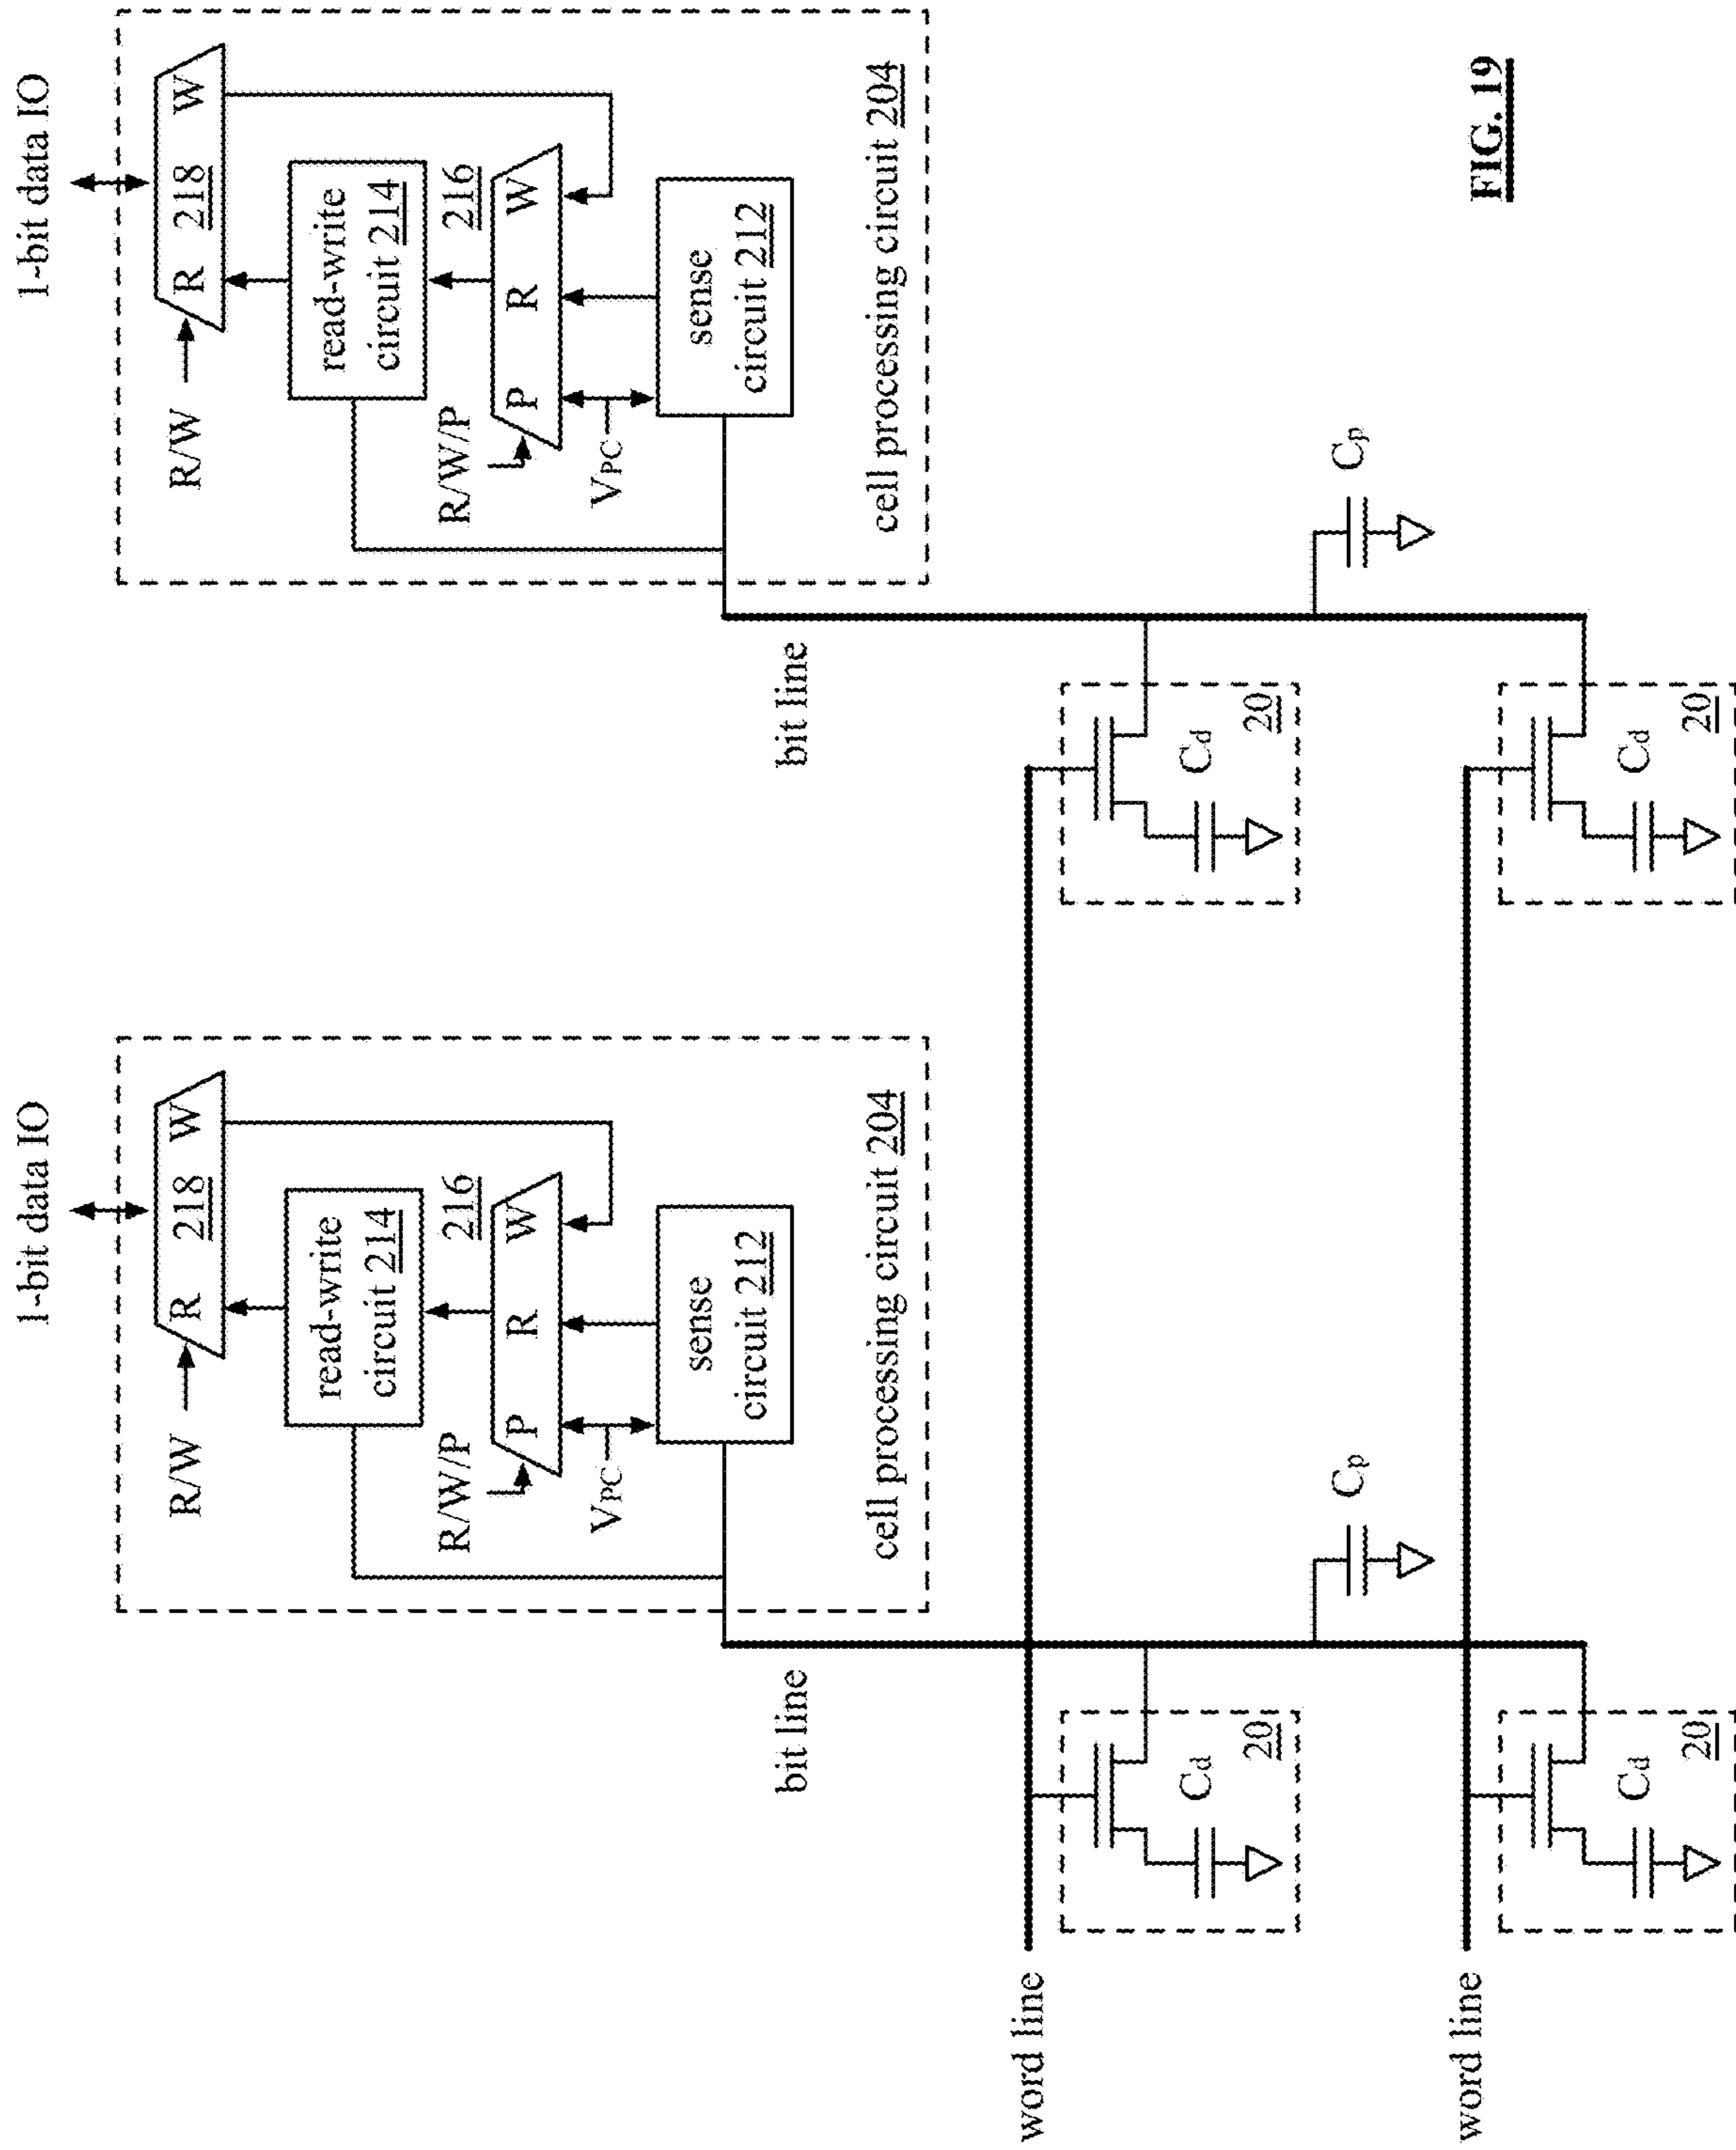 1-bit data IO
1-bit data IO
R/W
R 218 W
read-write
circuit 214
216
R/W/P
P R W
VPC
sense
circuit 212
cell processing circuit 204
R/W
R 218 W
read-write
circuit 214
216
R/W/P
P R W
VPC
sense
circuit 212
cell processing circuit 204
bit line
bit line
word line
Cd
20
Cd
20
Cp
Cp
word line
Cd
20
Cd
20
FIG. 19